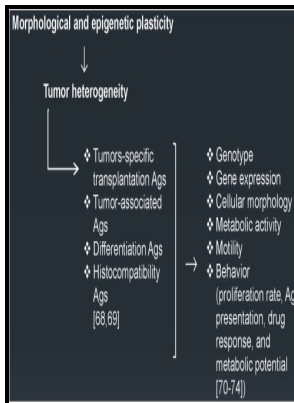 Morphological and epigenetic plasticity
Tumor heterogeneity
❖ Tumors-specific
transplantation Ags
❖ Tumor-associated
Ags
❖ Differentiation Ags
❖ Histocompatibility
Ags
[68,69]
❖ Genotype
❖ Gene expression
❖ Cellular morphology
❖ Metabolic activity
❖ Motility
❖ Behavior
(proliferation rate, Ag
presentation, drug
response, and
metabolic potential
[70-74])